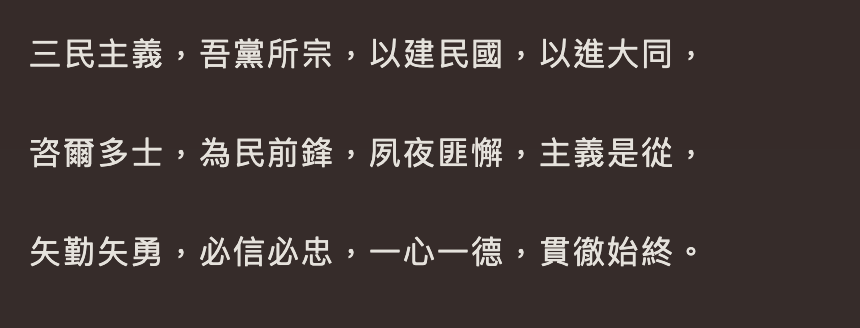 三民主義，吾黨所宗，以建民國，以進大同，
咨爾多士，為民前鋒，夙夜匪懈，主義是從，
矢勤矢勇，必信必忠，一心一德，貫徹始終。